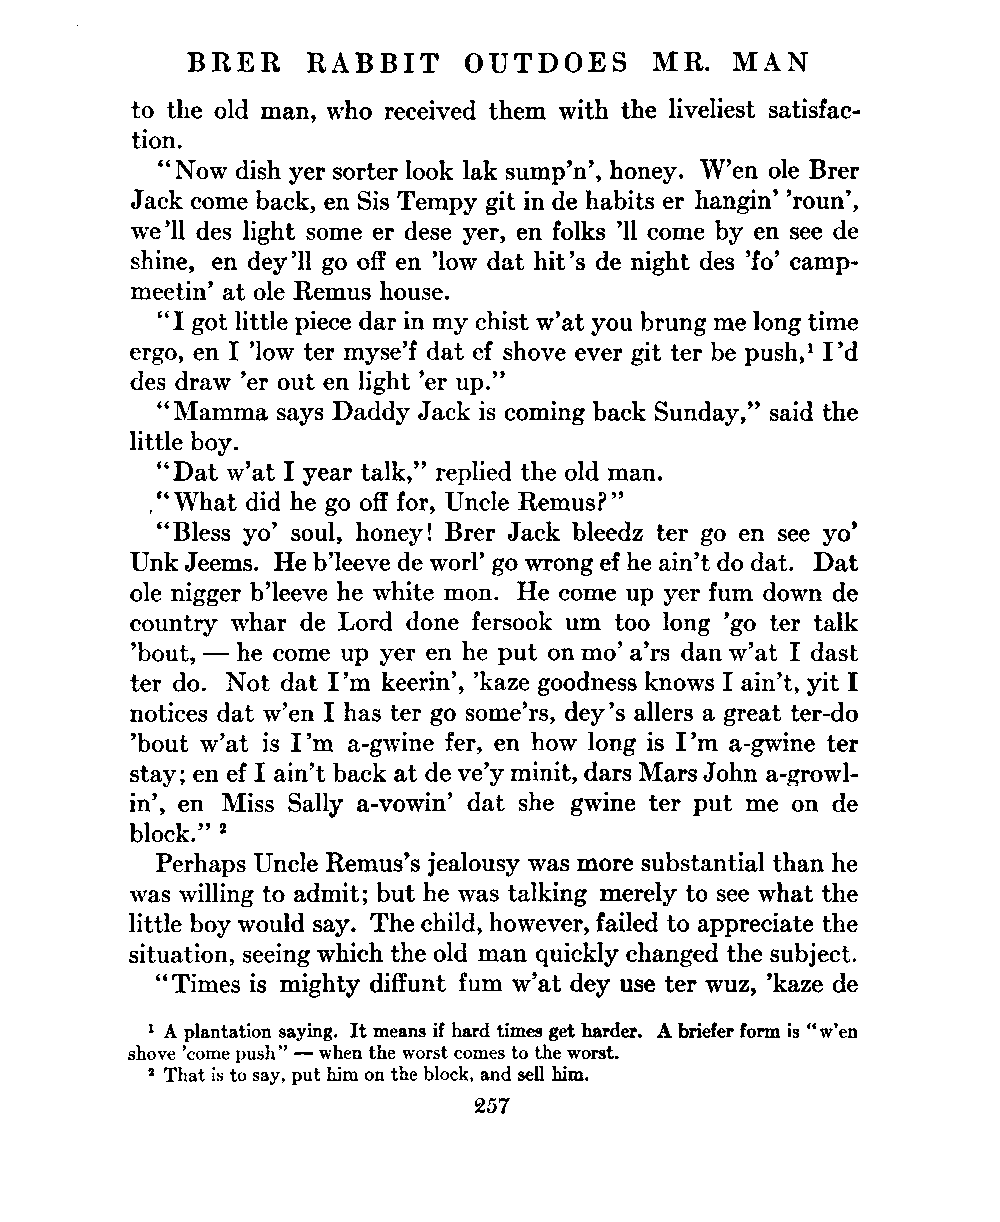 BRER RABBIT OUTDOES MR. MAN
to the old man, who received them with the liveliest satisfac-
tion.
“Now dish yer sorter look lak sump’n’, honey. W’en ole Brer
Jack come back, en Sis Tempy git in de habits er hangin’ ’roun’,
we’ll des light some er dese yer, en folks ’ll come by en see de
shine, en dey’ll go off en ’low dat hit’s de night des ’fo’ camp-
meetin’ at ole Remus house.
“I got little piece dar in my chist w’at you brung me long time
ergo, en I ’low ter myse’f dat ef shove ever git ter be push,¹ I’d
des draw ’er out en light ’er up.”
“Mamma says Daddy Jack is coming back Sunday,” said the
little boy.
“Dat w’at I year talk,” replied the old man.
“What did he go off for, Uncle Remus?”
“Bless yo’ soul, honey! Brer Jack bleedz ter go en see yo’
Unk Jeems. He b’leeve de worl’ go wrong ef he ain’t do dat. Dat
ole nigger b’leeve he white mon. He come up yer fum down de
country whar de Lord done fersook um too long ’go ter talk
’bout, — he come up yer en he put on mo’ a’rs dan w’at I dast
ter do. Not dat I’m keerin’, ’kaze goodness knows I ain’t, yit I
notices dat w’en I has ter go some’rs, dey’s allers a great ter-do
’bout w’at is I’m a-gwine fer, en how long is I’m a-gwine ter
stay; en ef I ain’t back at de ve’y minit, dars Mars John a-growl-
in’, en Miss Sally a-vowin’ dat she gwine ter put me on de
block.” ²
Perhaps Uncle Remus’s jealousy was more substantial than he
was willing to admit; but he was talking merely to see what the
little boy would say. The child, however, failed to appreciate the
situation, seeing which the old man quickly changed the subject.
“Times is mighty diffunt fum w’at dey use ter wuz, ’kaze de
¹ A plantation saying. It means if hard times get harder. A briefer form is “w’en
shove ’come push” — when the worst comes to the worst.
² That is to say, put him on the block, and sell him.
257